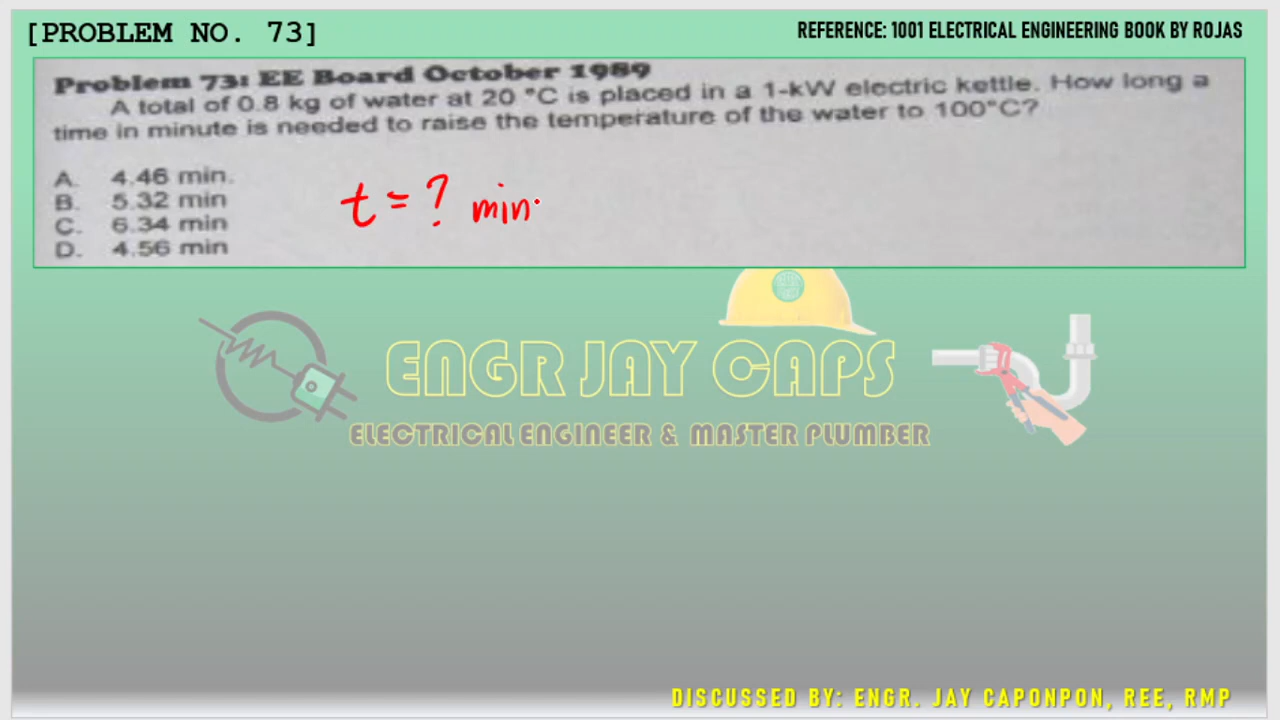 [PROBLEM NO. 73]
REFERENCE: 1001 ELECTRICAL ENGINEERING BOOK BY ROJAS
Problem 73: EE Board October 1989
A total of 0.8 kg of water at 20 °C is placed in a 1-kW electric kettle. How long a
time in minute is needed to raise the temperature of the water to 100°C?
A. 4.46 min.
B. 5.32 min
C. 6.34 min
D. 4.56 min
t = ? min
ENGR JAY CAPS
ELECTRICAL ENGINEER & MASTER PLUMBER
DISCUSSED BY: ENGR. JAY CAPONPON, REE, RMP